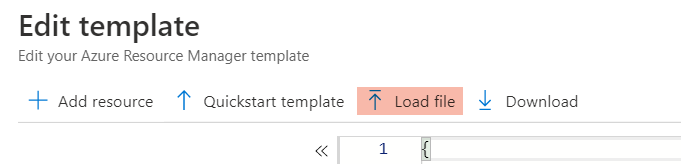 Edit template
Edit your Azure Resource Manager template
Add resource Quickstart template Load file Download
« 1 {